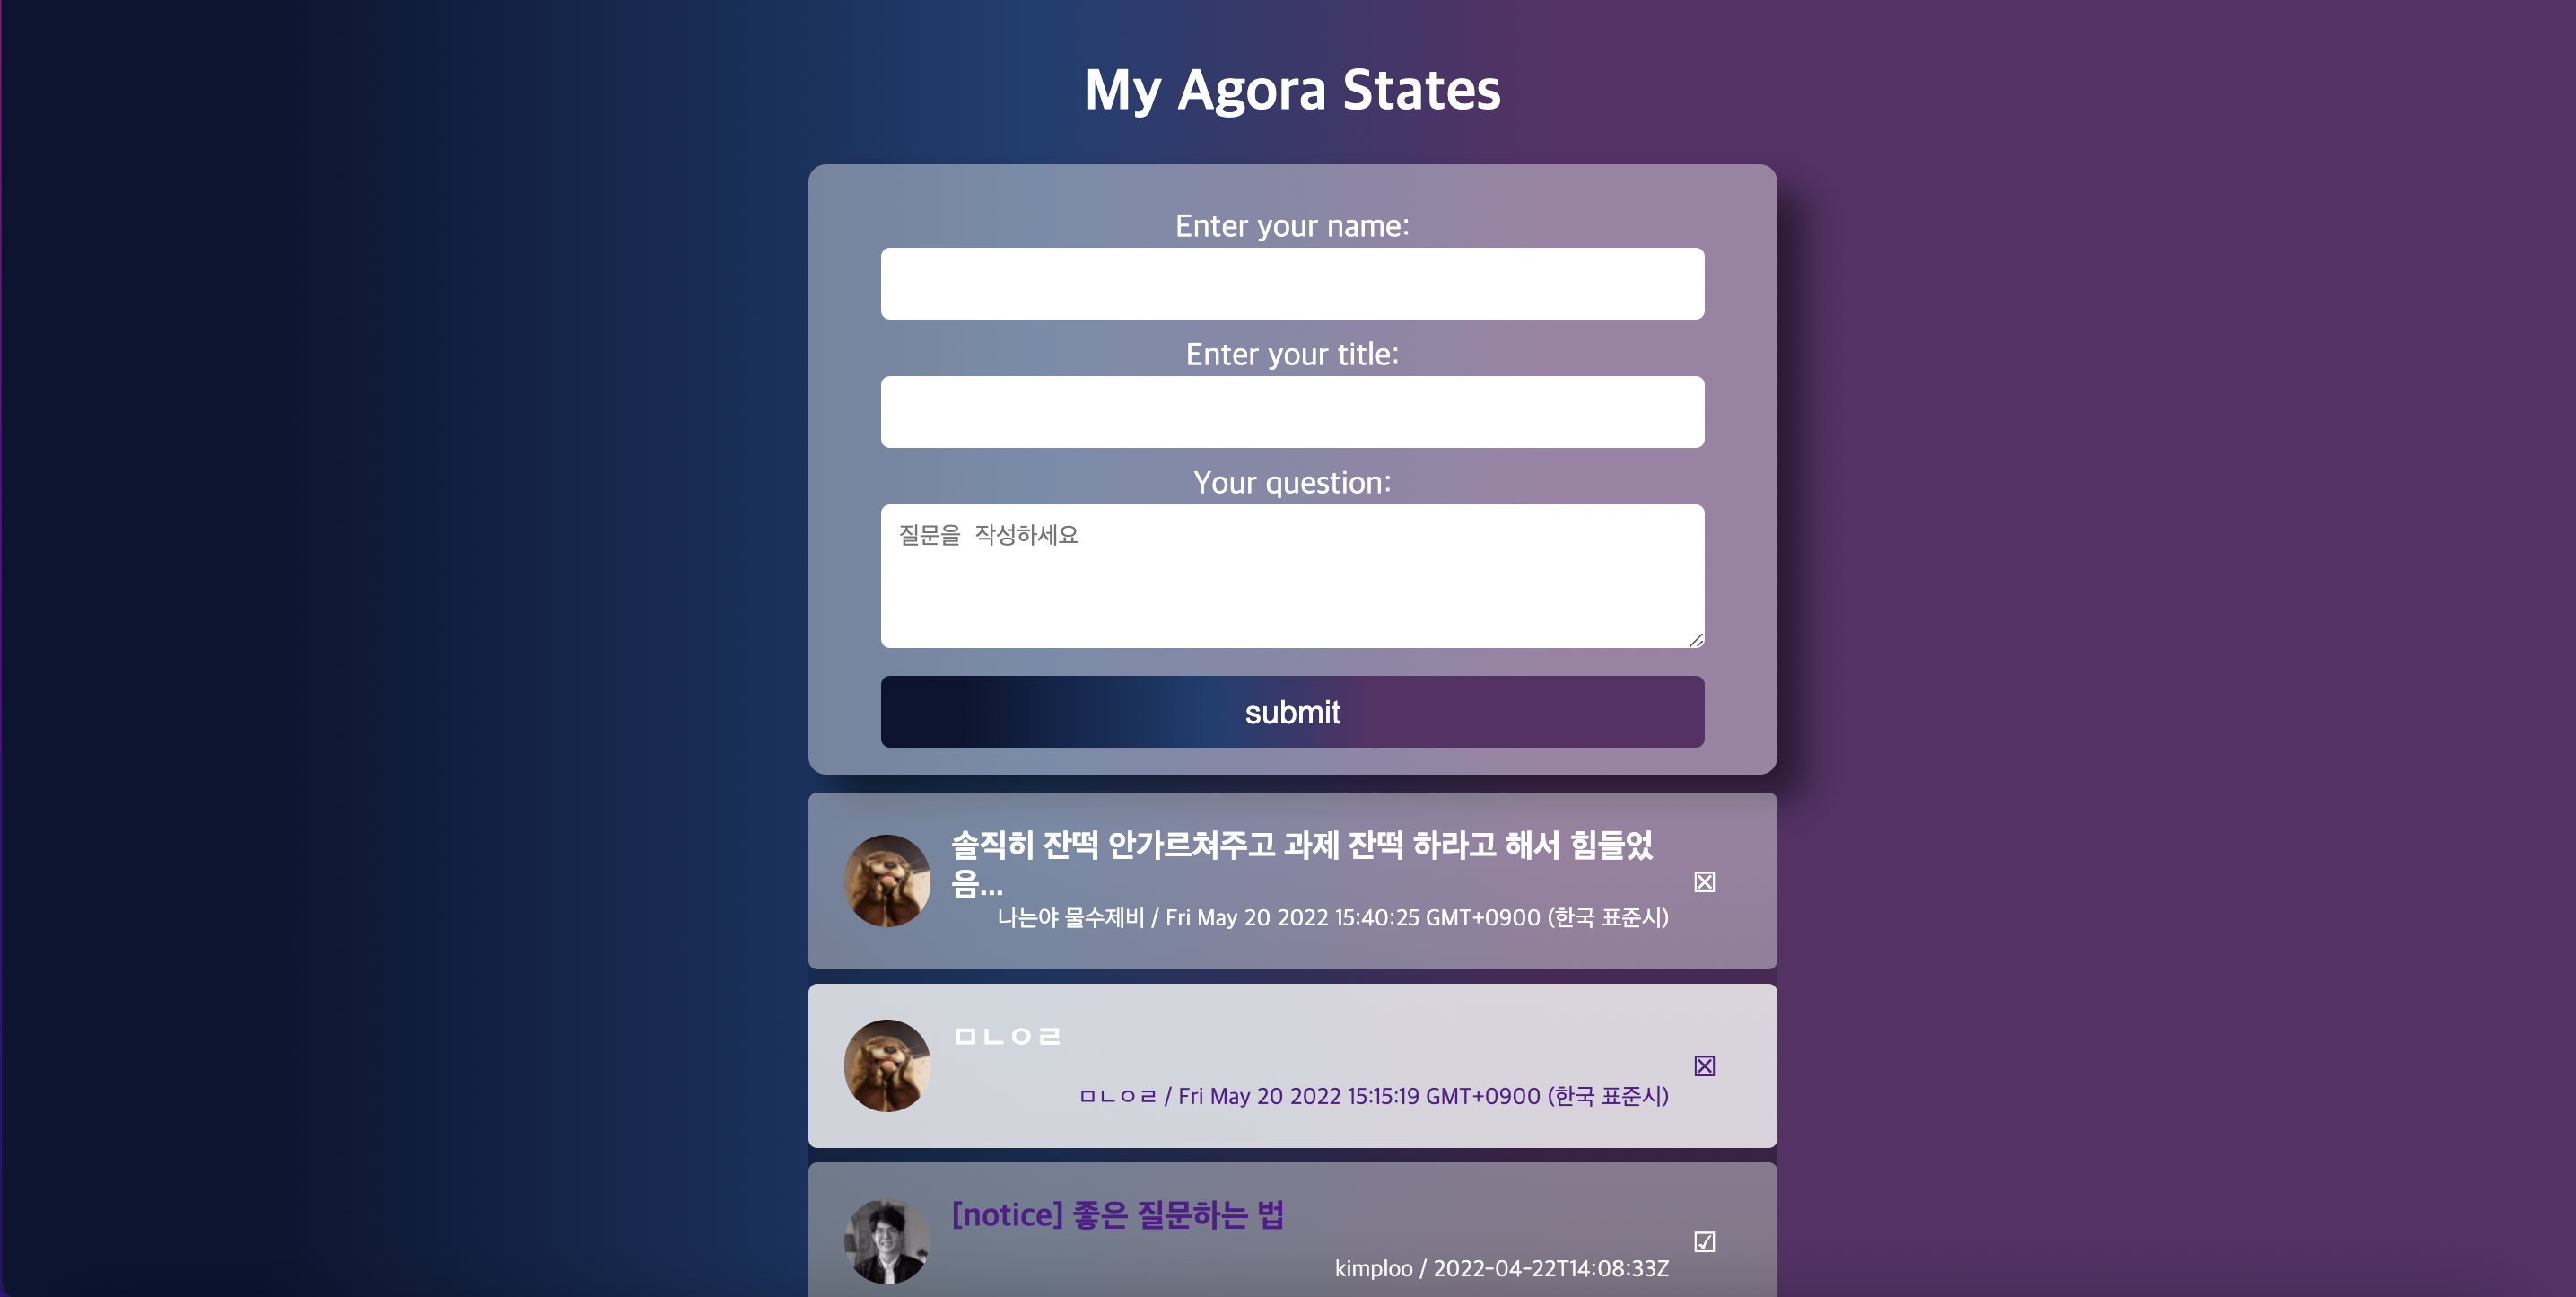 My Agora States
Enter your name:
Enter your title:
Your question:
질문을 작성하세요
submit
솔직히 잔떡 안가르쳐주고 과제 잔떡 하라고 해서 힘들었
음...
나는야 물수제비 / Fri May 20 2022 15:40:25 GMT+0900 (한국 표준시)
ㅁㄴㅇㄹ
ㅁㄴㅇㄹ / Fri May 20 2022 15:15:19 GMT+0900 (한국 표준시)
[notice] 좋은 질문하는 법
kimploo / 2022-04-22T14:08:33Z